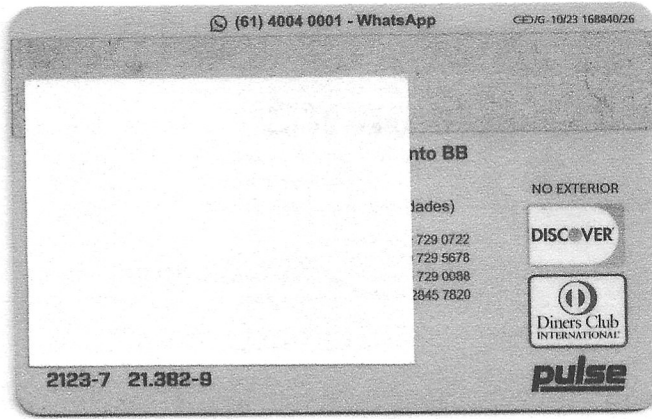 (61) 4004 0001 - WhatsApp
G+D/G 10/23 168840/26
nto BB
dades)
NO EXTERIOR
729 0722
729 5678
729 0088
2845 7820
DISCOVER
Diners Club
INTERNATIONAL
2123-7 21.382-9
pulse